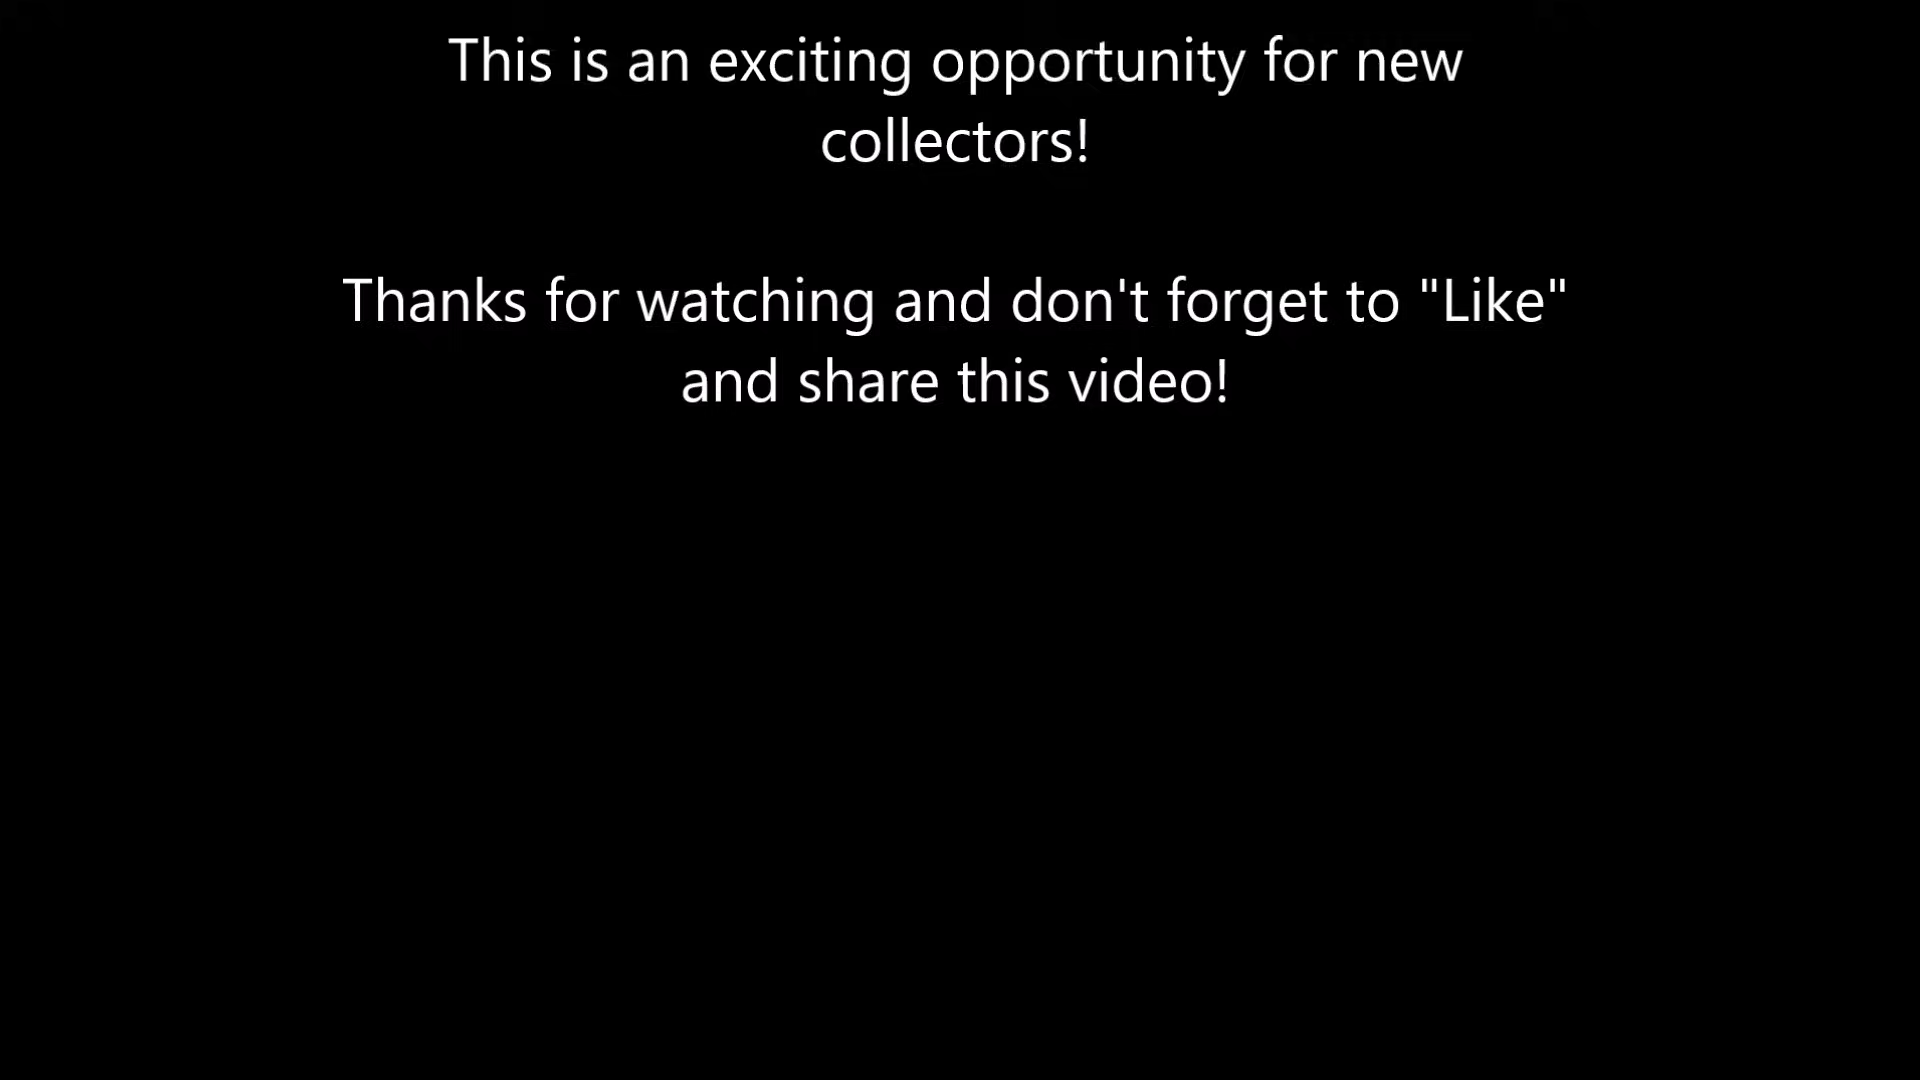 This is an exciting opportunity for new
collectors!
Thanks for watching and don't forget to "Like"
and share this video!